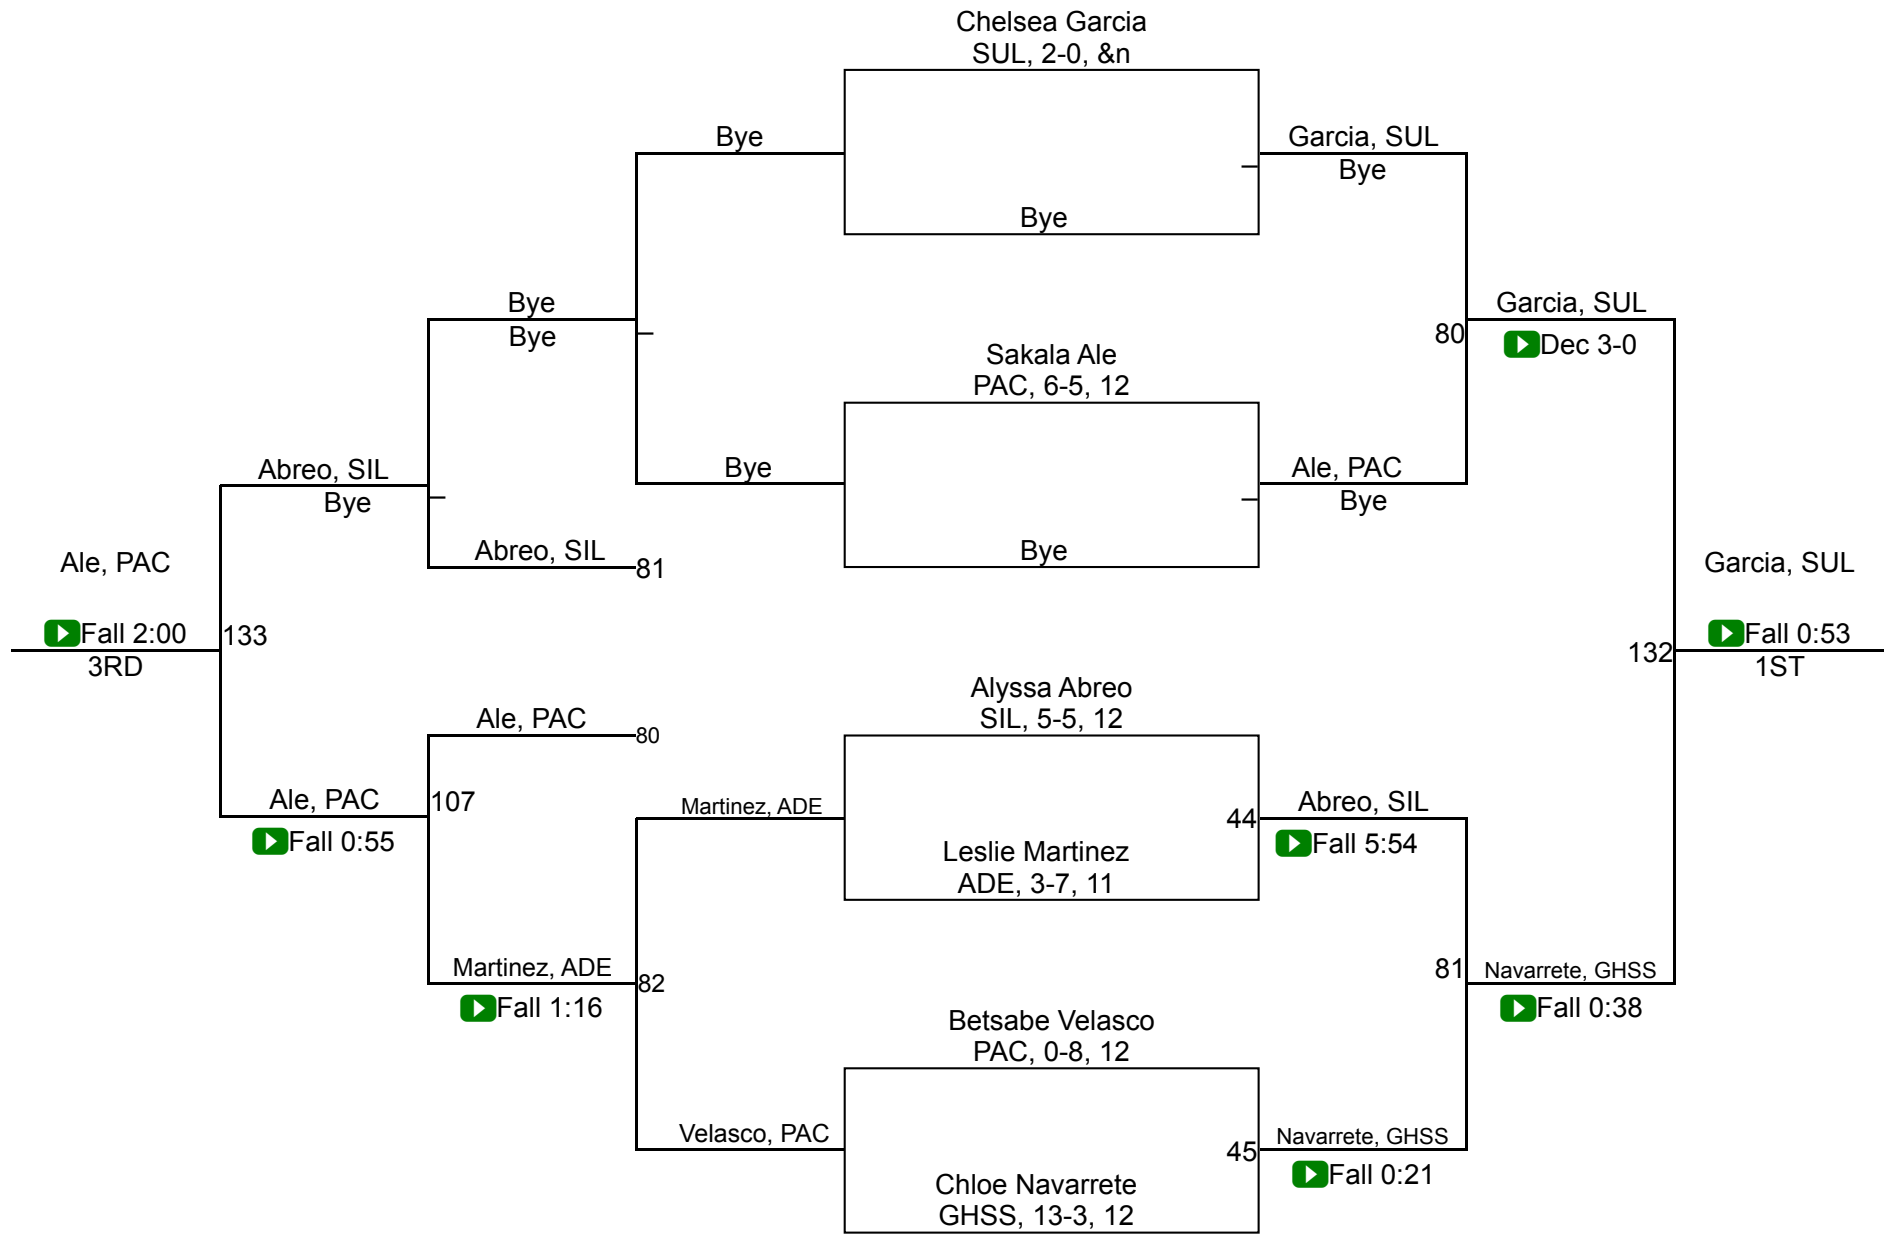 Chelsea Garcia
SUL, 2-0, &n
Bye
Garcia, SUL
Bye
Bye
Bye
Garcia, SUL
Bye
80
Dec 3-0
Sakala Ale
PAC, 6-5, 12
Abreo, SIL
Bye
Ale, PAC
Bye
Bye
Abreo, SIL
81
Bye
Ale, PAC
Garcia, SUL
Fall 2:00
133
Fall 0:53
3RD
132
1ST
Alyssa Abreo
SIL, 5-5, 12
Ale, PAC
80
Ale, PAC
107
Martinez, ADE
44
Abreo, SIL
Fall 0:55
Fall 5:54
Leslie Martinez
ADE, 3-7, 11
Martinez, ADE
82
81
Navarrete, GHSS
Fall 1:16
Fall 0:38
Betsabe Velasco
PAC, 0-8, 12
Velasco, PAC
45
Navarrete, GHSS
Fall 0:21
Chloe Navarrete
GHSS, 13-3, 12